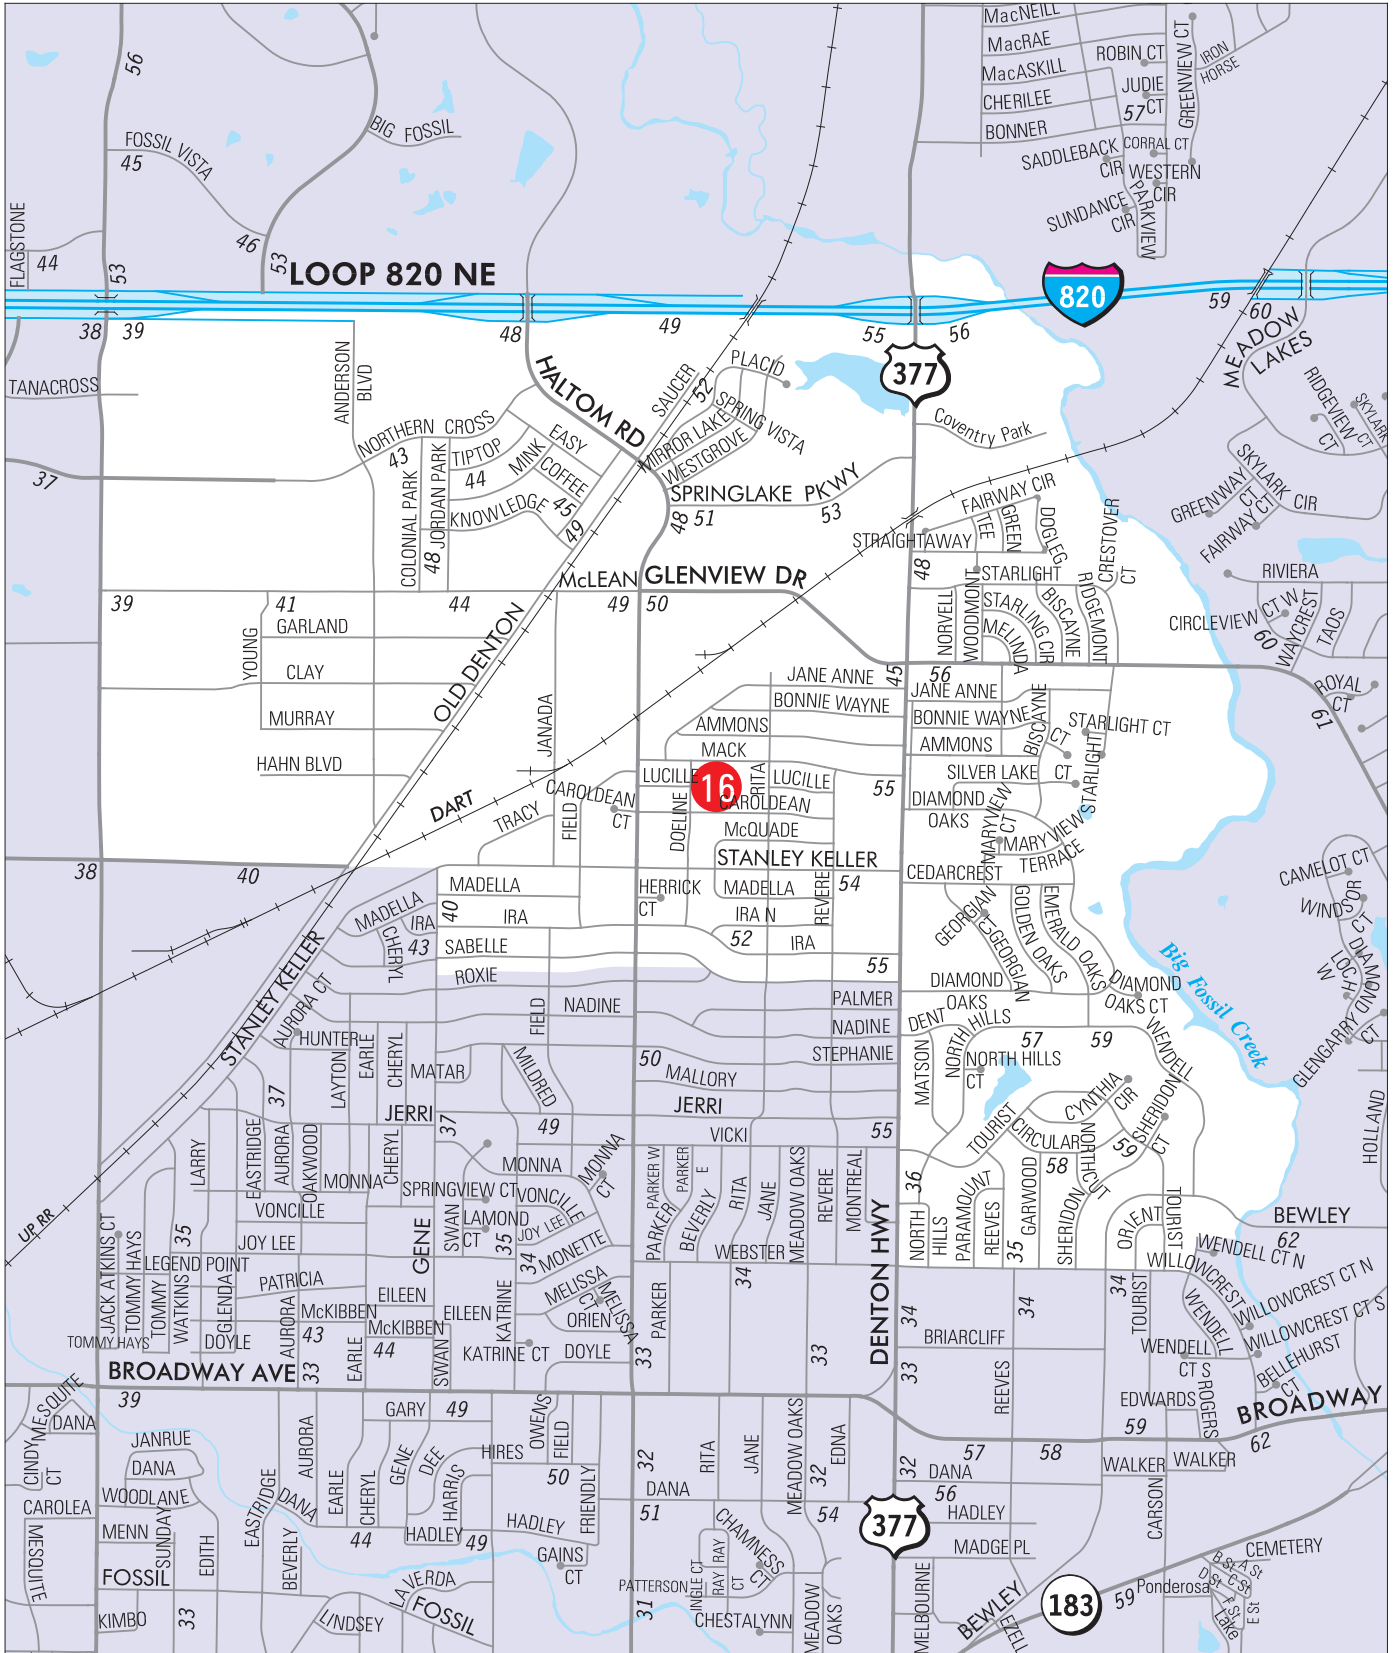 MacNEILL
MacRAE
ROBIN CT
GREENVIEW CT
IRON
HORSE
56
MacASKILL
JUDIE
CT
57
CHERILEE
BIG FOSSIL
BONNER
FOSSIL VISTA
45
SADDLEBACK
CIR
CORRAL CT
WESTERN
CIR
SUNDANCE
CIR
PARKVIEW
FLAGSTONE
44
46
53
53
LOOP 820 NE
820
59
60
38
39
48
49
55
56
MEADOW
LAKES
377
ANDERSON
BLVD
HALTOM RD
SAUCER
52
PLACID
TANACROSS
RIDGEVIEW
CT
SKYLARK
CT
NORTHERN CROSS
43
EASY
MIRROR LAKE
SPRING VISTA
WESTGROVE
Coventry Park
TIPTOP
44
MINK
COFFEE
45
37
COLONIAL PARK
JORDAN PARK
48
KNOWLEDGE
49
SPRINGLAKE PKWY
48
51
53
FAIRWAY CIR
SKYLARK CIR
GREENWAY
CT
FAIRWAY CT
STRAIGHTAWAY
TEE
GREEN
DOGLEG
CRESTOVER
CT
48
McLEAN
GLENVIEW DR
STARLIGHT
RIVIERA
39
41
44
49
50
NORVELL
WOODMONT
STARLING CIR
MELINDA
BISCAYNE
RIDGEMONT
CIRCLEVIEW CT W
60
WAYCREST
TAOS
YOUNG
GARLAND
CLAY
MURRAY
HAHN BLVD
OLD DENTON
JANADA
JANE ANNE
45
56
JANE ANNE
ROYAL
CT
61
BONNIE WAYNE
BONNIE WAYNE
AMMONS
AMMONS
BISCAYNE
CT
STARLIGHT CT
MACK
LUCILLE
16
RITA
LUCILLE
55
SILVER LAKE
CT
STARLIGHT
CAROLDEAN
CT
CAROLDEAN
DIAMOND
OAKS
MARYVIEW
CT
MARYVIEW
TERRACE
DART
TRACY
FIELD
DOELINE
McQUADE
STANLEY KELLER
CEDARCREST
CAMELOT CT
38
40
MADELLA
HERRICK
CT
MADELLA
REVERE
54
WINDSOR
CT
MADELLA
IRA
40
IRA
IRA N
52
IRA
GEORGIAN
CT
GEORGIAN
GOLDEN OAKS
EMERALD OAKS
CHERYL
43
SABELLE
55
Big Fossil Creek
LOCH
W
DIAMOND
CT
STANLEY KELLER
ROXIE
DIAMOND
OAKS
DIAMOND
OAKS CT
AURORA CT
FIELD
NADINE
PALMER
NADINE
DENT
NORTH HILLS
57
59
WENDELL
GLENGARRY
HUNTER
LAYTON
EARLE
CHERYL
MATAR
MILDRED
50
STEPHANIE
MATSON
NORTH HILLS
CT
MALLORY
CYNTHIA
CIR
SHERIDON
CT
37
JERRI
37
49
JERRI
VICKI
55
TOURIST
CIRCULAR
58
59
HOLLAND
LARRY
EASTRIDGE
AURORA
OAKWOOD
CHERYL
MONNA
MONNA
MONNA
CT
PARKER W
PARKER
E
BEVERLY
RITA
JANE
MEADOW OAKS
REVERE
MONTREAL
36
PARAMOUNT
REEVES
GARWOOD
NORTHCUT
SHERIDON
SPRINGVIEW CT
VONCILLE
VONCILLE
LAMOND
CT
JOY LEE
SWAN
35
34
UP RR
35
JOY LEE
GENE
MONETTE
PARKER
WEBSTER
DENTON HWY
NORTH
HILLS
35
ORIENT
TOURIST
BEWLEY
62
JACK ATKINS CT
TOMMY HAYS
TOMMY
WATKINS
LEGEND POINT
GLENDA
PATRICIA
AURORA
McKIBBEN
43
EILEEN
EILEEN
McKIBBEN
44
KATRINE
MELISSA
CT
MELISSA
ORIEN
34
34
34
34
TOURIST
WILLOWCREST
WENDELL CT N
WENDELL
WILLOWCREST CT N
WILLOWCREST CT S
TOMMY HAYS
DOYLE
EARLE
SWAN
KATRINE CT
DOYLE
PARKER
33
33
33
BRIARCLIFF
WENDELL
CT S
BELLEHURST
CT
BROADWAY AVE
33
39
REEVES
EDWARDS
ROGERS
BROADWAY
62
MESQUITE
DANA
CINDY
CT
JANRUE
DANA
AURORA
GARY
49
GENE
DEE
HIRES
OWENS
FIELD
50
32
RITA
JANE
MEADOW OAKS
32
EDNA
32
57
58
59
WALKER
WALKER
CAROLEA
WOODLANE
EASTRIDGE
DANA
EARLE
CHERYL
HARRIS
FRIENDLY
DANA
51
54
DANA
56
CARSON
MESQUITE
MENN
SUNDAY
EDITH
BEVERLY
44
HADLEY
49
HADLEY
GAINS
CT
CHAMNESS
CT
377
HADLEY
MADGE PL
CEMETERY
FOSSIL
LA VERDA
PATTERSON
INGLE CT
RAY
RAY
CT
B St
A St
C St
D St
F St
E St
Ponderosa
Lake
KIMBO
33
LINDSEY
FOSSIL
31
CHESTALYNN
MEADOW
OAKS
MELBOURNE
BEWLEY
EZELL
183
59